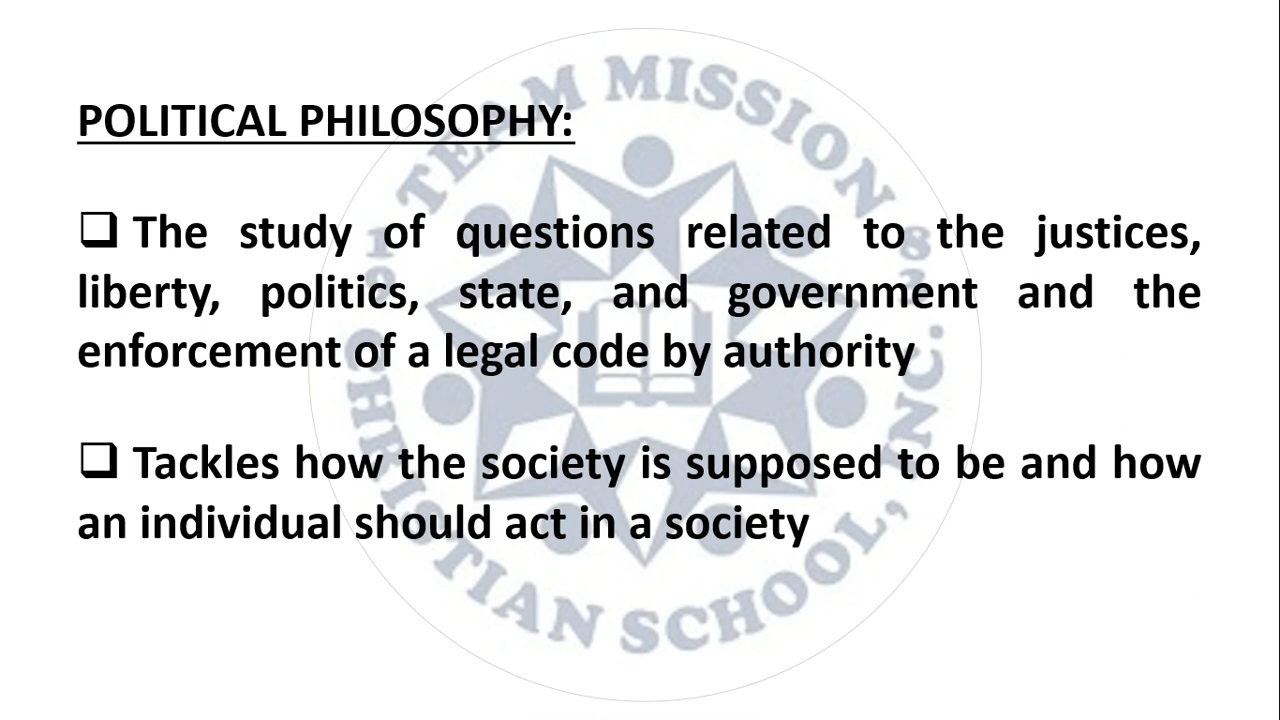 POLITICAL PHILOSOPHY:
❑ The study of questions related to the justices,
liberty, politics, state, and government and the
enforcement of a legal code by authority
❑ Tackles how the society is supposed to be and how
an individual should act in a society
TEAM MISSION
CHRISTIAN SCHOOL, INC.